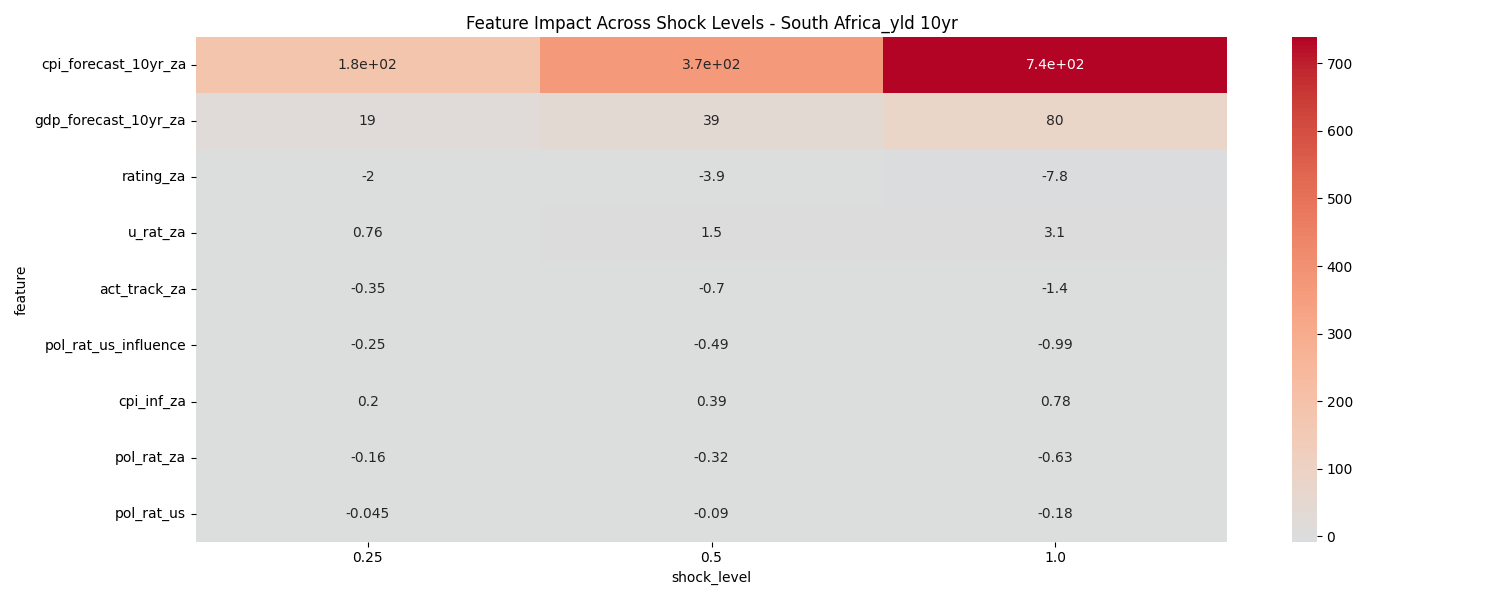 Feature Impact Across Shock Levels - South Africa_yld 10yr
cpi_forecast_10yr_za 1.8e+02 3.7e+02 7.4e+02
gdp_forecast_10yr_za 19 39 80
rating_za -2 -3.9 -7.8
u_rat_za 0.76 1.5 3.1
act_track_za -0.35 -0.7 -1.4
pol_rat_us_influence -0.25 -0.49 -0.99
cpi_inf_za 0.2 0.39 0.78
pol_rat_za -0.16 -0.32 -0.63
pol_rat_us -0.045 -0.09 -0.18
feature
0.25 0.5 1.0
shock_level
700
600
500
400
300
200
100
0